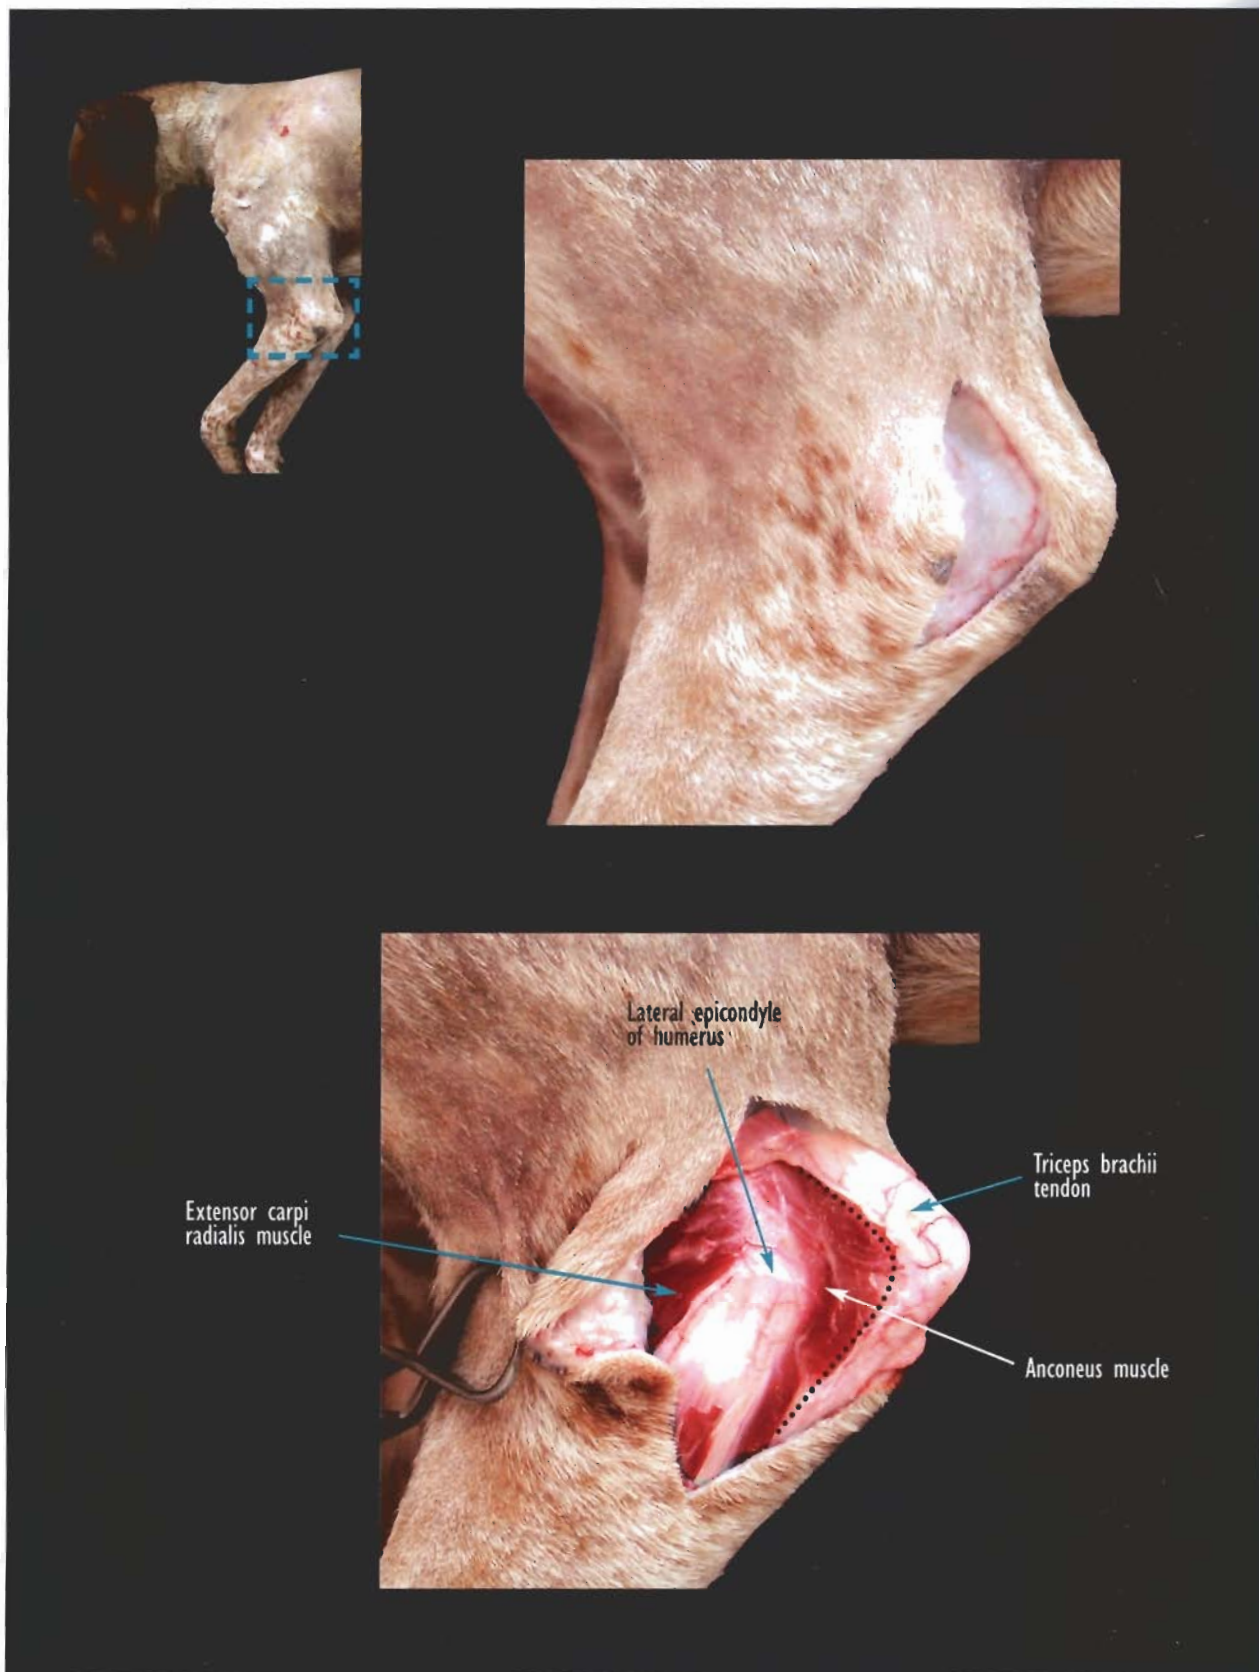 Lateral epicondyle
of humerus
Triceps brachii
tendon
Extensor carpi
radialis muscle
Anconeus muscle